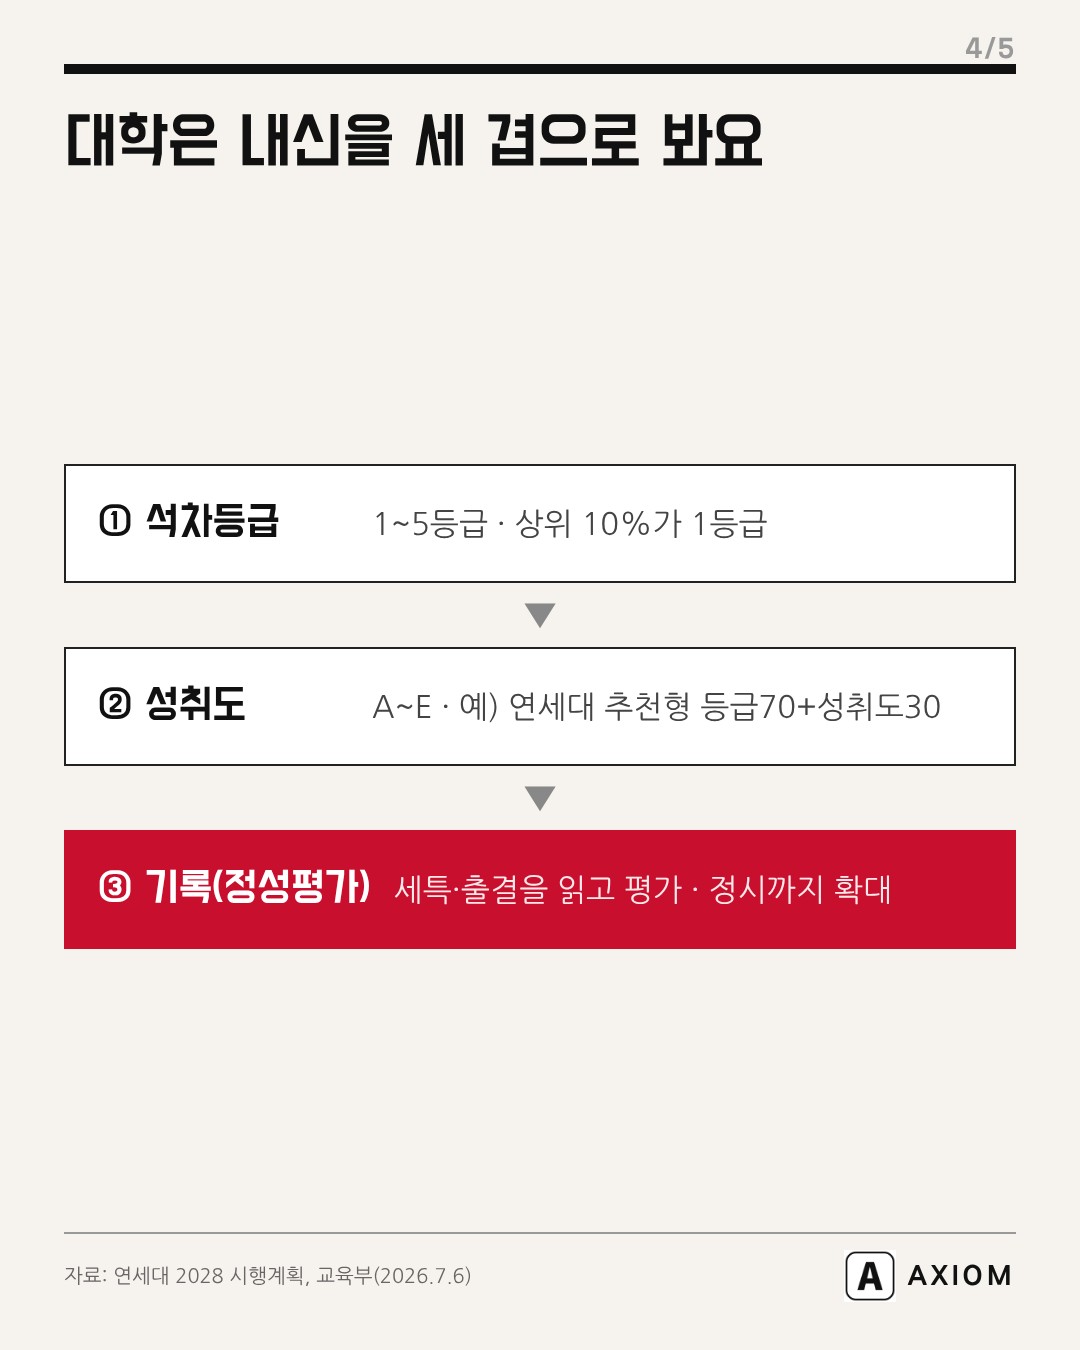 4/5
대학은 내신을 세 겹으로 봐요
① 석차등급 1~5등급 · 상위 10%가 1등급
▼
② 성취도 A~E · 예) 연세대 추천형 등급70+성취도30
▼
③ 기록(정성평가) 세특·출결을 읽고 평가 · 정시까지 확대
자료: 연세대 2028 시행계획, 교육부(2026.7.6)
A AXIOM